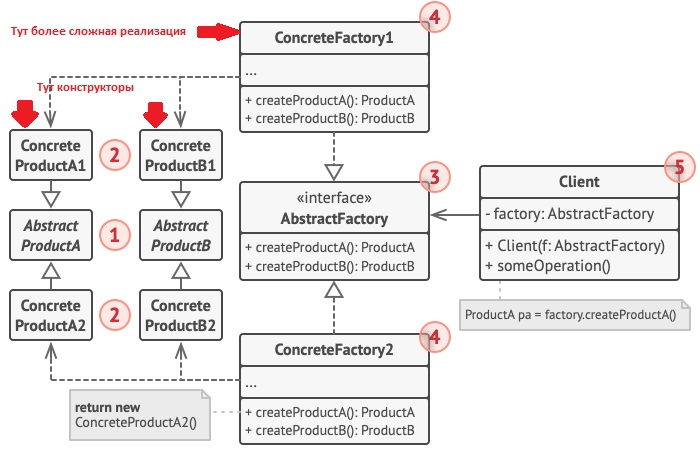 Тут более сложная реализация
ConcreteFactory1
4
...
Тут конструкторы
+ createProductA(): ProductA
+ createProductB(): ProductB
Concrete
ProductA1
2
Concrete
ProductB1
«interface»
AbstractFactory
3
Client
5
Abstract
ProductA
1
Abstract
ProductB
- factory: AbstractFactory
+ createProductA(): ProductA
+ createProductB(): ProductB
+ Client(f: AbstractFactory)
+ someOperation()
Concrete
ProductA2
2
Concrete
ProductB2
ProductA pa = factory.createProductA()
ConcreteFactory2
4
...
return new
ConcreteProductA2()
+ createProductA(): ProductA
+ createProductB(): ProductB